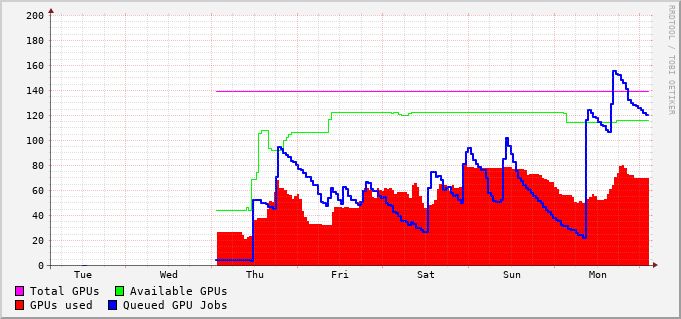 200
180
160
140
120
100
80
60
40
20
0
Tue Wed Thu Fri Sat Sun Mon
Total GPUs Available GPUs
GPUs used Queued GPU Jobs
RRDTOOL / TOBI OETIKER